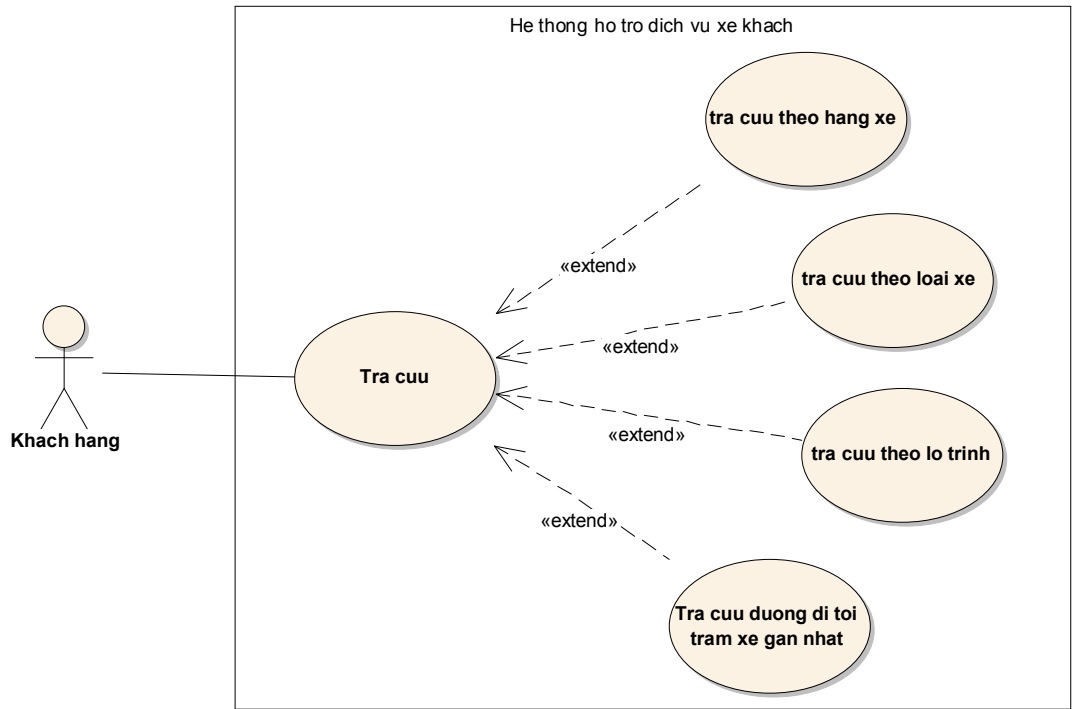 He thong ho tro dich vu xe khach
tra cuu theo hang xe
«extend»
tra cuu theo loai xe
«extend»
Tra cuu
Khach hang
«extend»
tra cuu theo lo trinh
«extend»
Tra cuu duong di toi
tram xe gan nhat